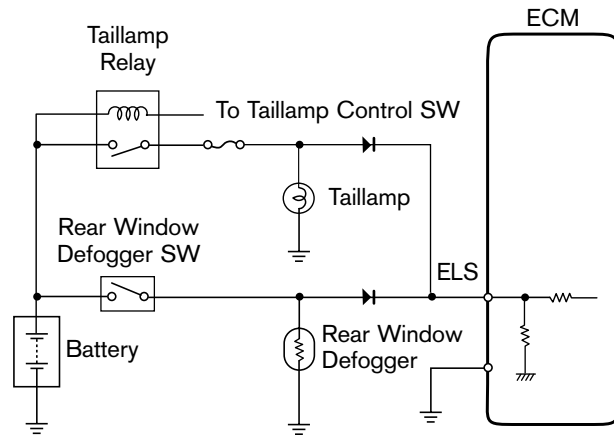 ECM
Taillamp
Relay
To Taillamp Control SW
Taillamp
Rear Window
Defogger SW
ELS
Battery
Rear Window
Defogger